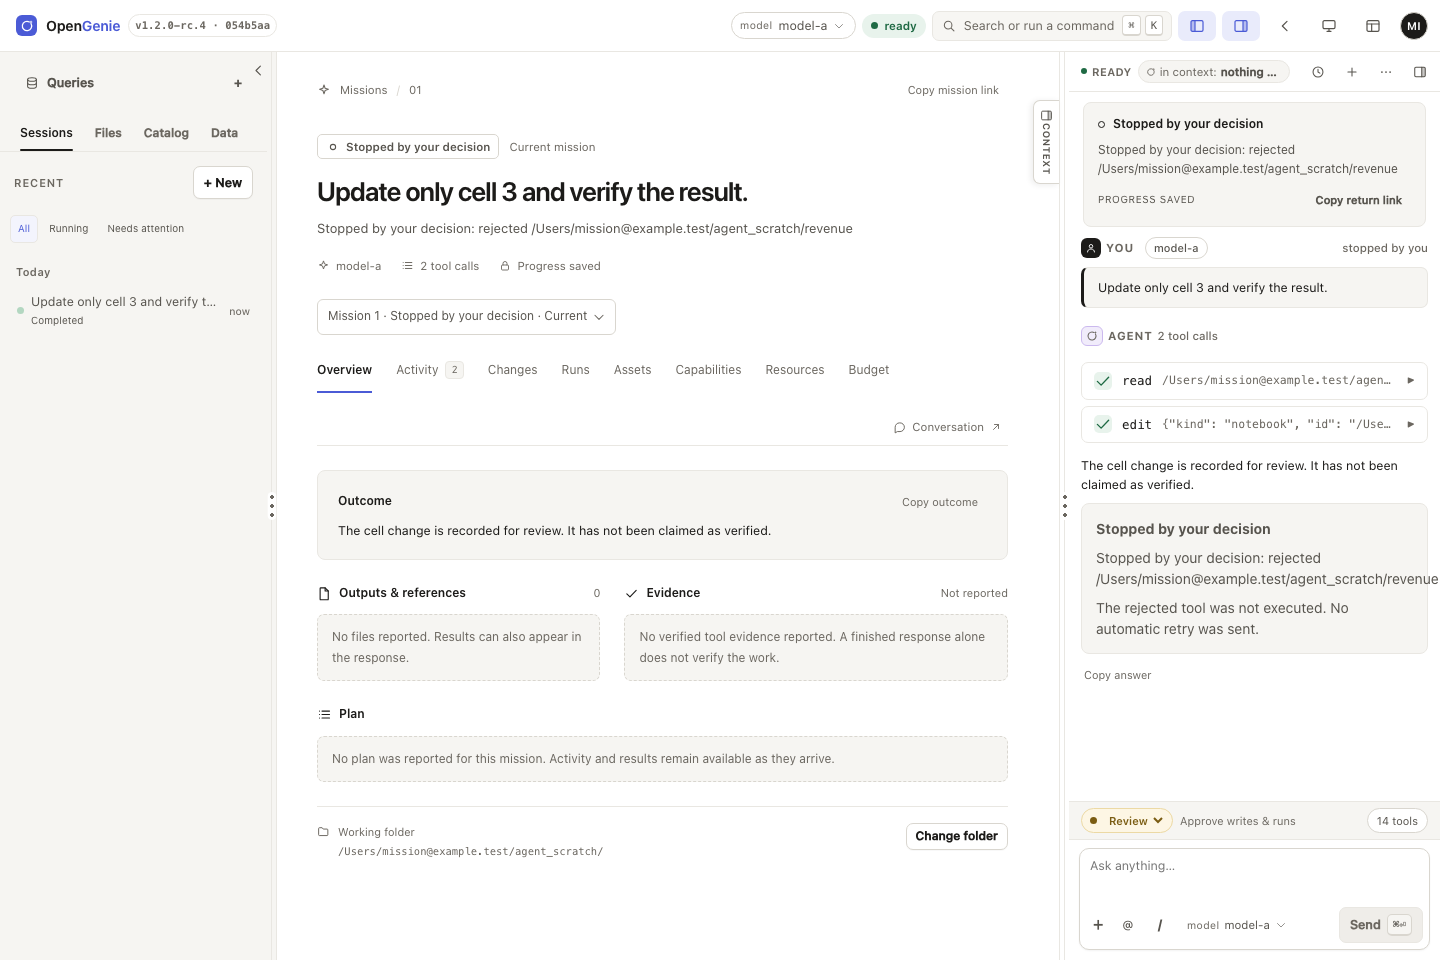 OpenGenie v1.2.0-rc.4 · 054b5aa
model model-a
ready
Search or run a command ⌘ K
MI
Queries
+
Sessions Files Catalog Data
RECENT
+ New
All Running Needs attention
Today
Update only cell 3 and verify t...
now
Completed
Missions / 01
Copy mission link
CONTEXT
Stopped by your decision
Current mission
Update only cell 3 and verify the result.
Stopped by your decision: rejected /Users/mission@example.test/agent_scratch/revenue
model-a 2 tool calls Progress saved
Mission 1 · Stopped by your decision · Current
Overview Activity 2 Changes Runs Assets Capabilities Resources Budget
Conversation
Outcome
Copy outcome
The cell change is recorded for review. It has not been claimed as verified.
Outputs & references 0
No files reported. Results can also appear in
the response.
Evidence Not reported
No verified tool evidence reported. A finished response alone
does not verify the work.
Plan
No plan was reported for this mission. Activity and results remain available as they arrive.
Working folder
/Users/mission@example.test/agent_scratch/
Change folder
READY
in context: nothing ...
Stopped by your decision
Stopped by your decision: rejected
/Users/mission@example.test/agent_scratch/revenue
PROGRESS SAVED
Copy return link
YOU model-a stopped by you
Update only cell 3 and verify the result.
AGENT 2 tool calls
read /Users/mission@example.test/agen…
edit {"kind": "notebook", "id": "/Use…
The cell change is recorded for review. It has not been
claimed as verified.
Stopped by your decision
Stopped by your decision: rejected
/Users/mission@example.test/agent_scratch/revenue
The rejected tool was not executed. No
automatic retry was sent.
Copy answer
Review Approve writes & runs 14 tools
Ask anything...
+ @ / model model-a
Send